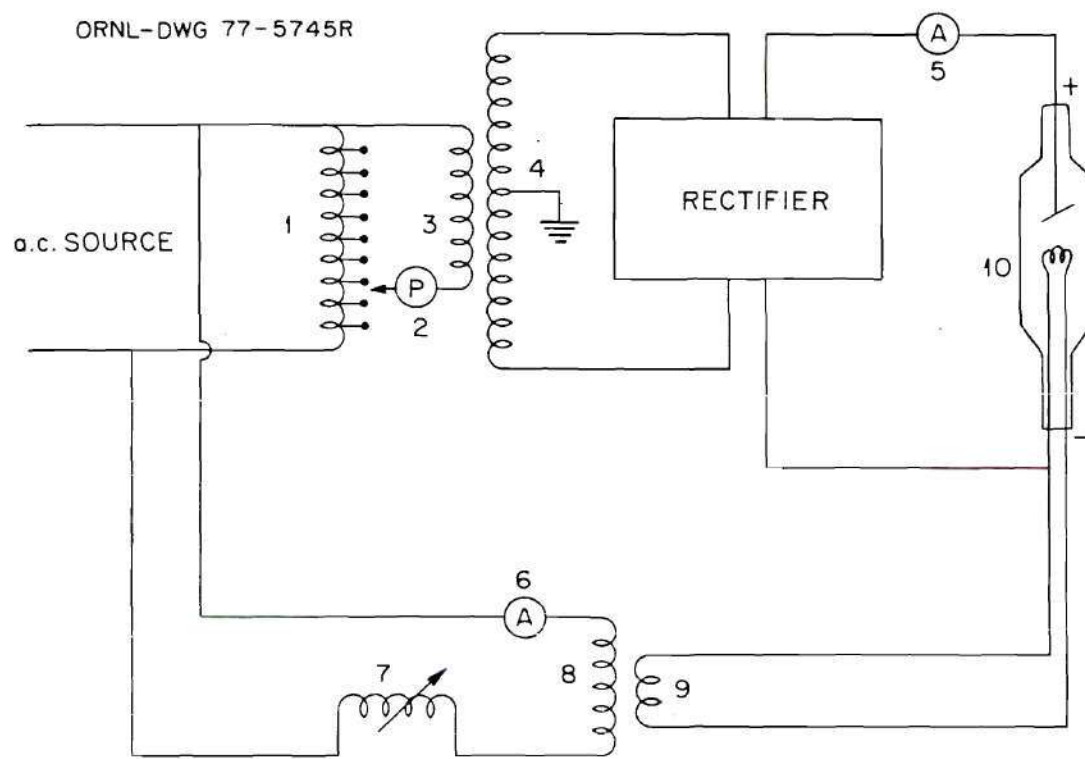 ORNL-DWG 77-5745R
A
5
+
4
1
3
RECTIFIER
a.c. SOURCE
10
P
2
-
6
A
7
8
9